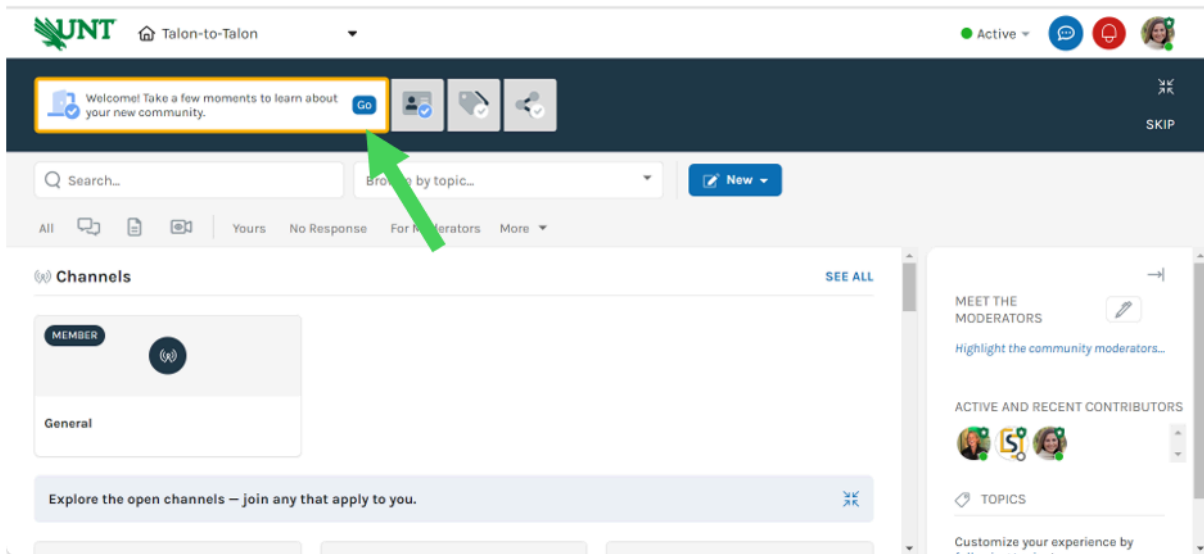 UNT
Talon-to-Talon
Active
Welcome! Take a few moments to learn about
your new community.
Go
SKIP
Search...
by topic...
New
All
Yours
No Response
For
More
Channels
SEE ALL
MEMBER
General
Explore the open channels — join any that apply to you.
MEET THE
MODERATORS
Highlight the community moderators...
ACTIVE AND RECENT CONTRIBUTORS
TOPICS
Customize your experience by